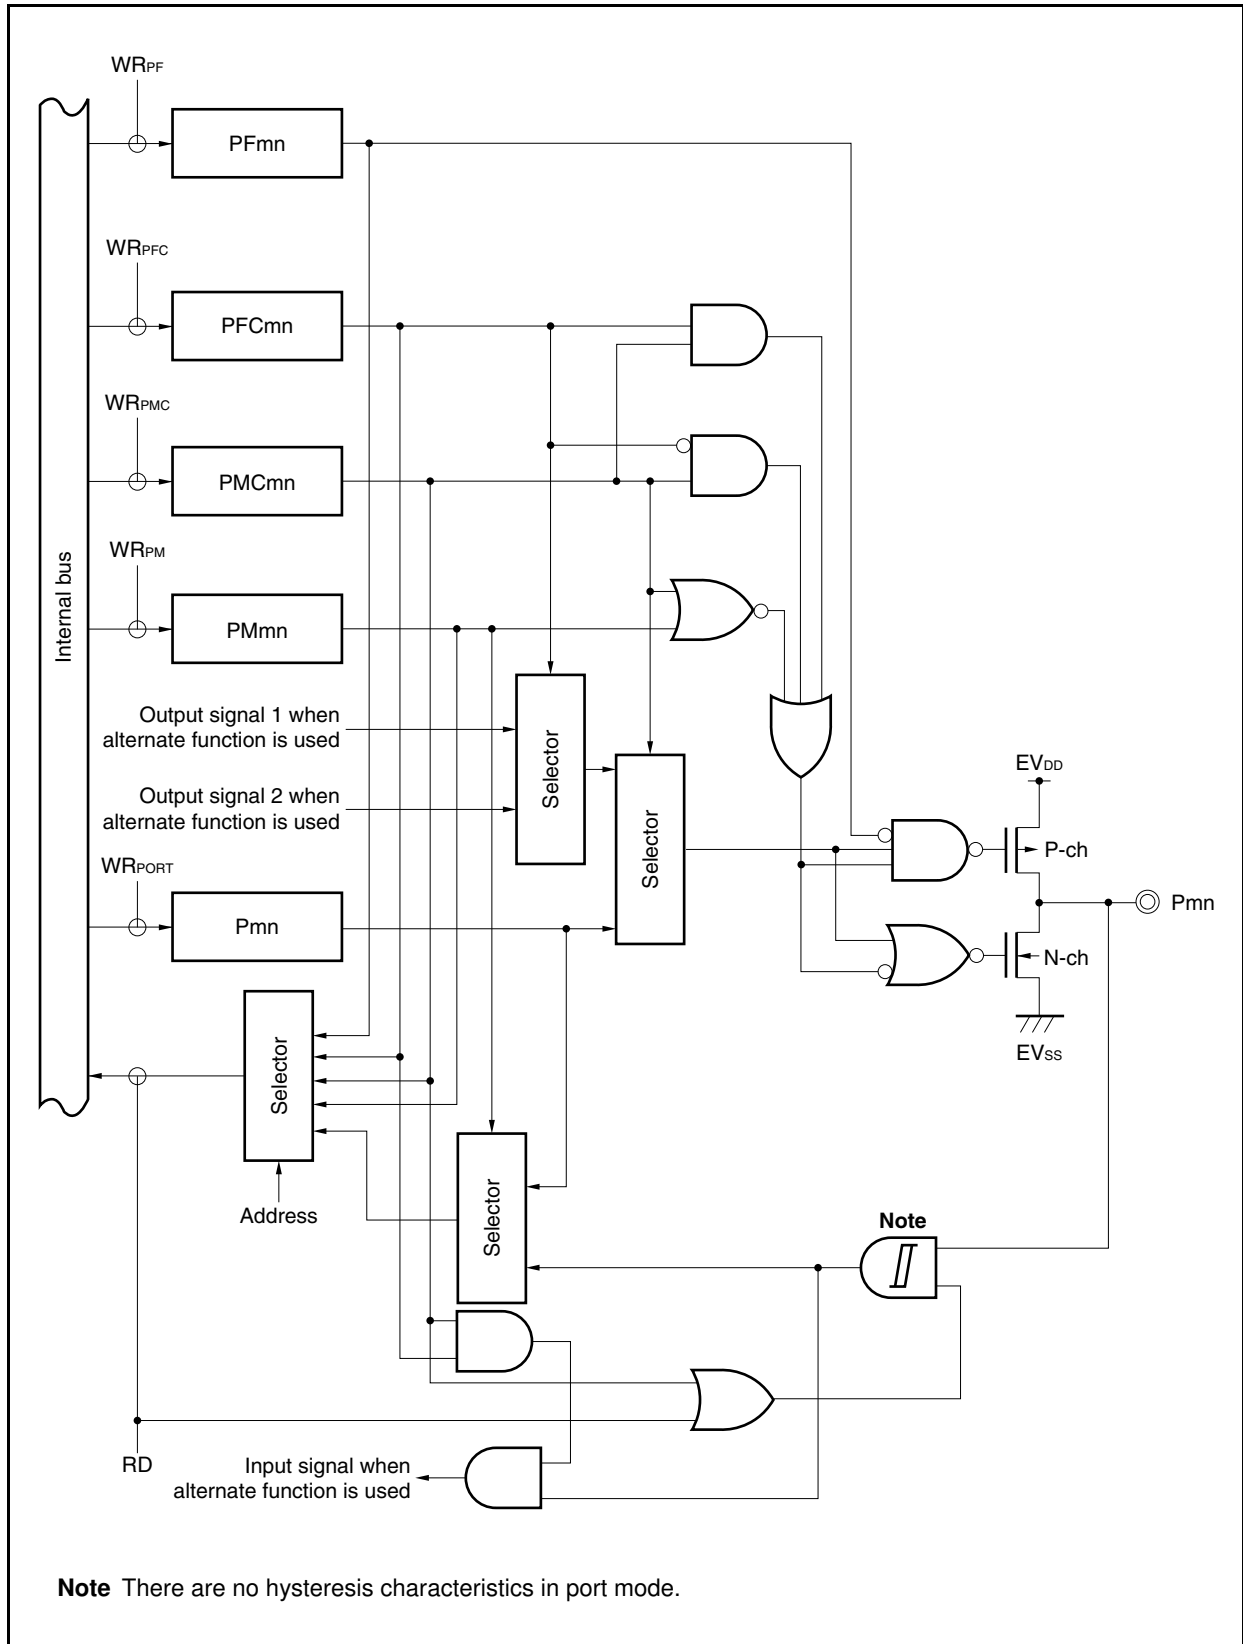 WRPF
PFmn
WRPFC
PFCmn
WRPMC
PMCmn
WRPM
PMmn
Internal bus
Output signal 1 when
alternate function is used
Output signal 2 when
alternate function is used
Selector
Selector
WRPORT
Pmn
EVDD
P-ch
Pmn
N-ch
EVSS
Selector
Address
Selector
Note
RD
Input signal when
alternate function is used
Note There are no hysteresis characteristics in port mode.